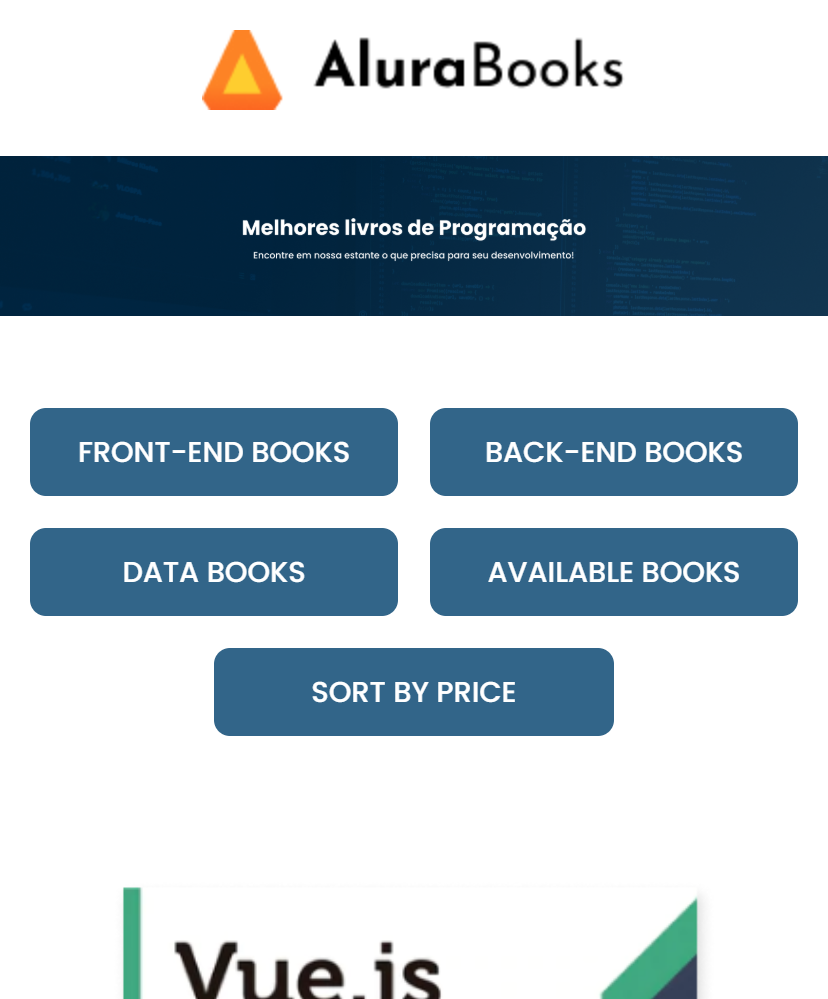 AluraBooks
Melhores livros de Programação
Encontre em nossa estante o que precisa para seu desenvolvimento!
FRONT-END BOOKS
BACK-END BOOKS
DATA BOOKS
AVAILABLE BOOKS
SORT BY PRICE
Vue.js